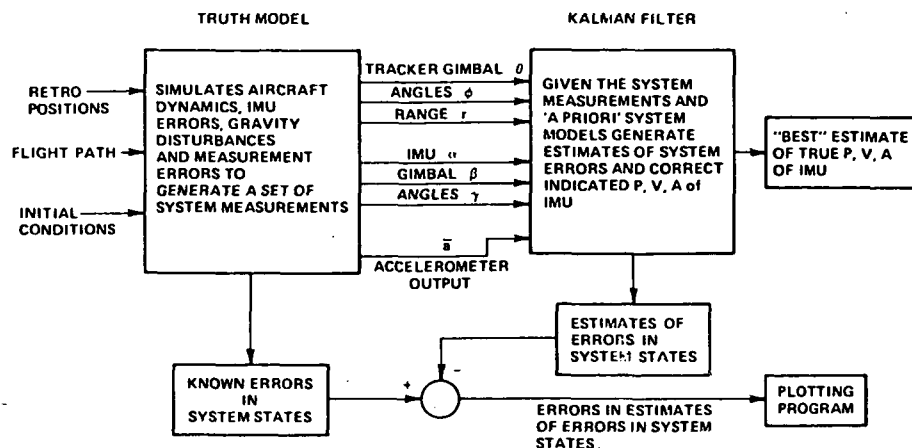 TRUTH MODEL
KALMAN FILTER
RETRO
POSITIONS
FLIGHT PATH
INITIAL
CONDITIONS
SIMULATES AIRCRAFT
DYNAMICS, IMU
ERRORS, GRAVITY
DISTURBANCES
AND MEASUREMENT
ERRORS TO
GENERATE A SET OF
SYSTEM MEASUREMENTS
TRACKER GIMBAL θ
ANGLES ϕ
RANGE r
IMU α
GIMBAL β
ANGLES γ
a̅
ACCELEROMETER
OUTPUT
GIVEN THE SYSTEM
MEASUREMENTS AND
'A PRIORI' SYSTEM
MODELS GENERATE
ESTIMATES OF SYSTEM
ERRORS AND CORRECT
INDICATED P, V, A of
IMU
"BEST" ESTIMATE
OF TRUE P, V, A
OF IMU
ESTIMATES OF
ERRORS IN
SYSTEM STATES
KNOWN ERRORS
IN
SYSTEM STATES
+
−
ERRORS IN ESTIMATES
OF ERRORS IN SYSTEM
STATES.
PLOTTING
PROGRAM